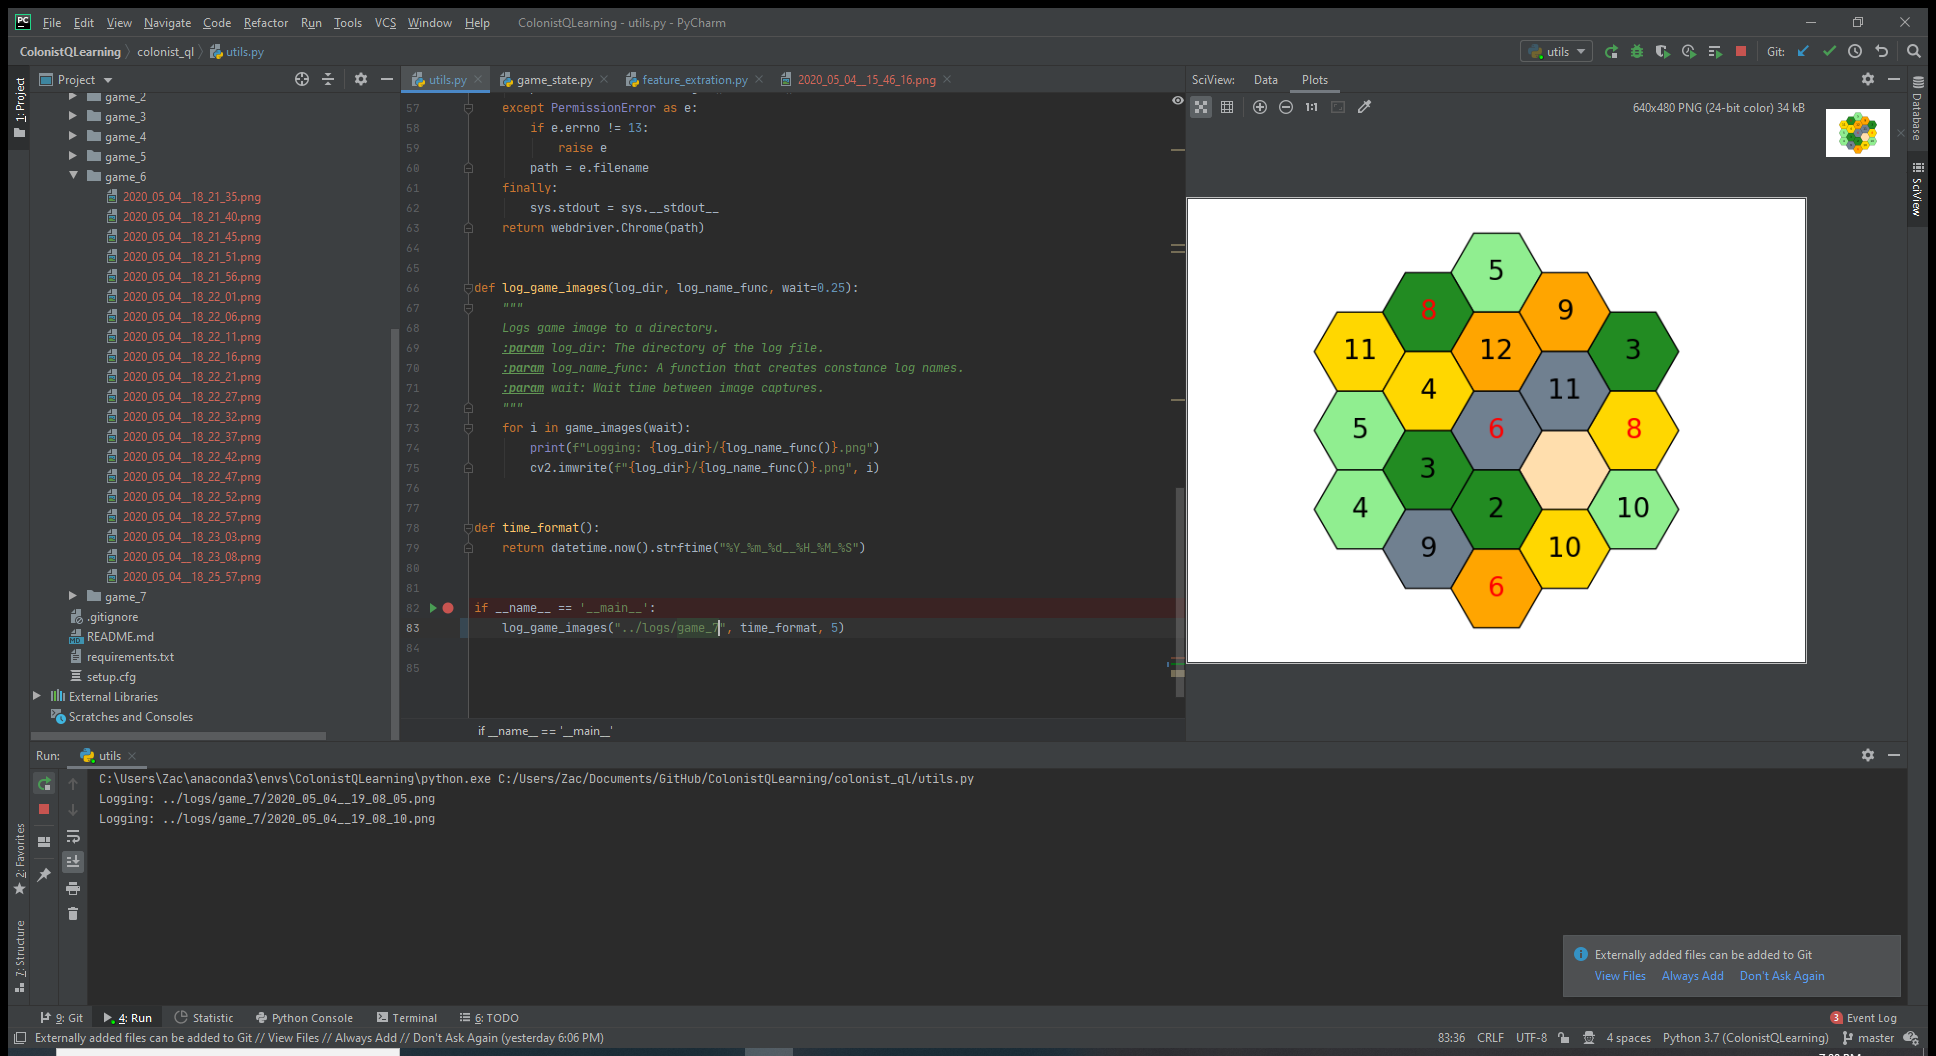 File Edit View Navigate Code Refactor Run Tools VCS Window Help ColonistQLearning - utils.py - PyCharm
ColonistQLearning colonist_ql utils.py utils Git:
1: Project
Project
game_2
game_3
game_4
game_5
game_6
2020_05_04__18_21_35.png
2020_05_04__18_21_40.png
2020_05_04__18_21_45.png
2020_05_04__18_21_51.png
2020_05_04__18_21_56.png
2020_05_04__18_22_01.png
2020_05_04__18_22_06.png
2020_05_04__18_22_11.png
2020_05_04__18_22_16.png
2020_05_04__18_22_21.png
2020_05_04__18_22_27.png
2020_05_04__18_22_32.png
2020_05_04__18_22_37.png
2020_05_04__18_22_42.png
2020_05_04__18_22_47.png
2020_05_04__18_22_52.png
2020_05_04__18_22_57.png
2020_05_04__18_23_03.png
2020_05_04__18_23_08.png
2020_05_04__18_25_57.png
game_7
.gitignore
README.md
requirements.txt
setup.cfg
External Libraries
Scratches and Consoles
utils.py game_state.py feature_extration.py 2020_05_04__15_46_16.png
57 except PermissionError as e:
58 if e.errno != 13:
59 raise e
60 path = e.filename
61 finally:
62 sys.stdout = sys.__stdout__
63 return webdriver.Chrome(path)
64
65
66 def log_game_images(log_dir, log_name_func, wait=0.25):
67 """
68 Logs game image to a directory.
69 :param log_dir: The directory of the log file.
70 :param log_name_func: A function that creates constance log names.
71 :param wait: Wait time between image captures.
72 """
73 for i in game_images(wait):
74 print(f"Logging: {log_dir}/{log_name_func()}.png")
75 cv2.imwrite(f"{log_dir}/{log_name_func()}.png", i)
76
77
78 def time_format():
79 return datetime.now().strftime("%Y_%m_%d__%H_%M_%S")
80
81
82 if __name__ == '__main__':
83 log_game_images("../logs/game_7", time_format, 5)
84
85
if __name__ == '__main__'
SciView: Data Plots
1:1 640x480 PNG (24-bit color) 34 kB
5
8 9
11 12 3
4 11
5 6 8
3
4 2 10
9 10
6
Database
SciView
Run: utils
C:\Users\Zac\anaconda3\envs\ColonistQLearning\python.exe C:/Users/Zac/Documents/GitHub/ColonistQLearning/colonist_ql/utils.py
Logging: ../logs/game_7/2020_05_04__19_08_05.png
Logging: ../logs/game_7/2020_05_04__19_08_10.png
2: Favorites
7: Structure
Externally added files can be added to Git
View Files Always Add Don't Ask Again
9: Git 4: Run Statistic Python Console Terminal 6: TODO 3 Event Log
Externally added files can be added to Git // View Files // Always Add // Don't Ask Again (yesterday 6:06 PM) 83:36 CRLF UTF-8 4 spaces Python 3.7 (ColonistQLearning) master